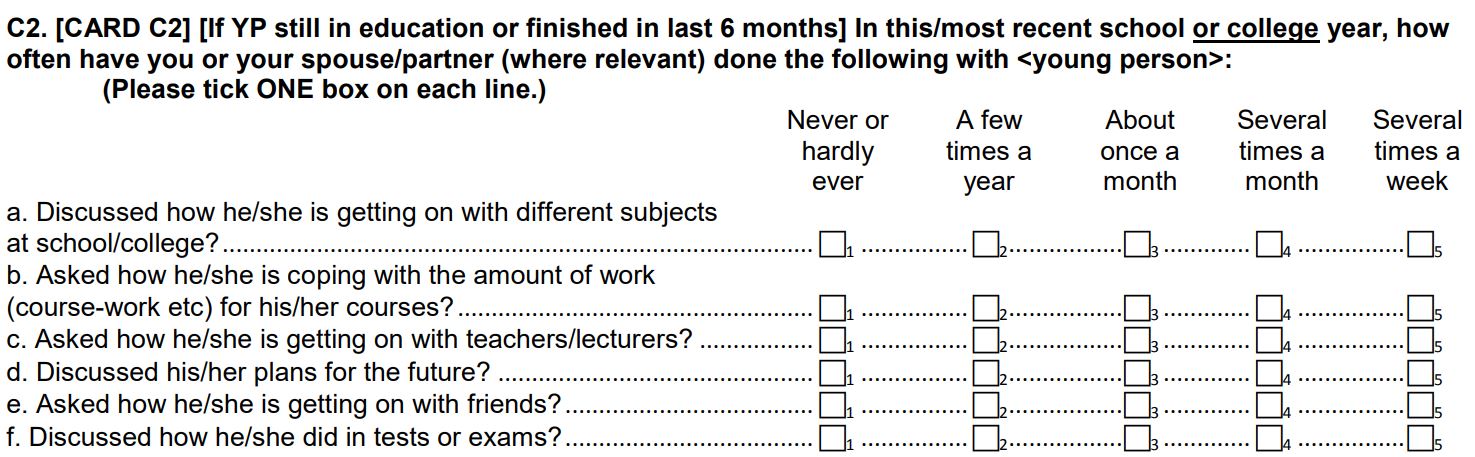 C2. [CARD C2] [If YP still in education or finished in last 6 months] In this/most recent school or college year, how
often have you or your spouse/partner (where relevant) done the following with <young person>:
(Please tick ONE box on each line.)
Never or A few About Several Several
hardly times a once a times a times a
ever year month month week
a. Discussed how he/she is getting on with different subjects
at school/college?.......... □1 .......... □2.......... □3 .......... □4 .......... □5
b. Asked how he/she is coping with the amount of work
(course-work etc) for his/her courses?.......... □1 .......... □2.......... □3 .......... □4 .......... □5
c. Asked how he/she is getting on with teachers/lecturers? .......... □1 .......... □2.......... □3 .......... □4 .......... □5
d. Discussed his/her plans for the future? .......... □1 .......... □2.......... □3 .......... □4 .......... □5
e. Asked how he/she is getting on with friends?.......... □1 .......... □2.......... □3 .......... □4 .......... □5
f. Discussed how he/she did in tests or exams?.......... □1 .......... □2.......... □3 .......... □4 .......... □5